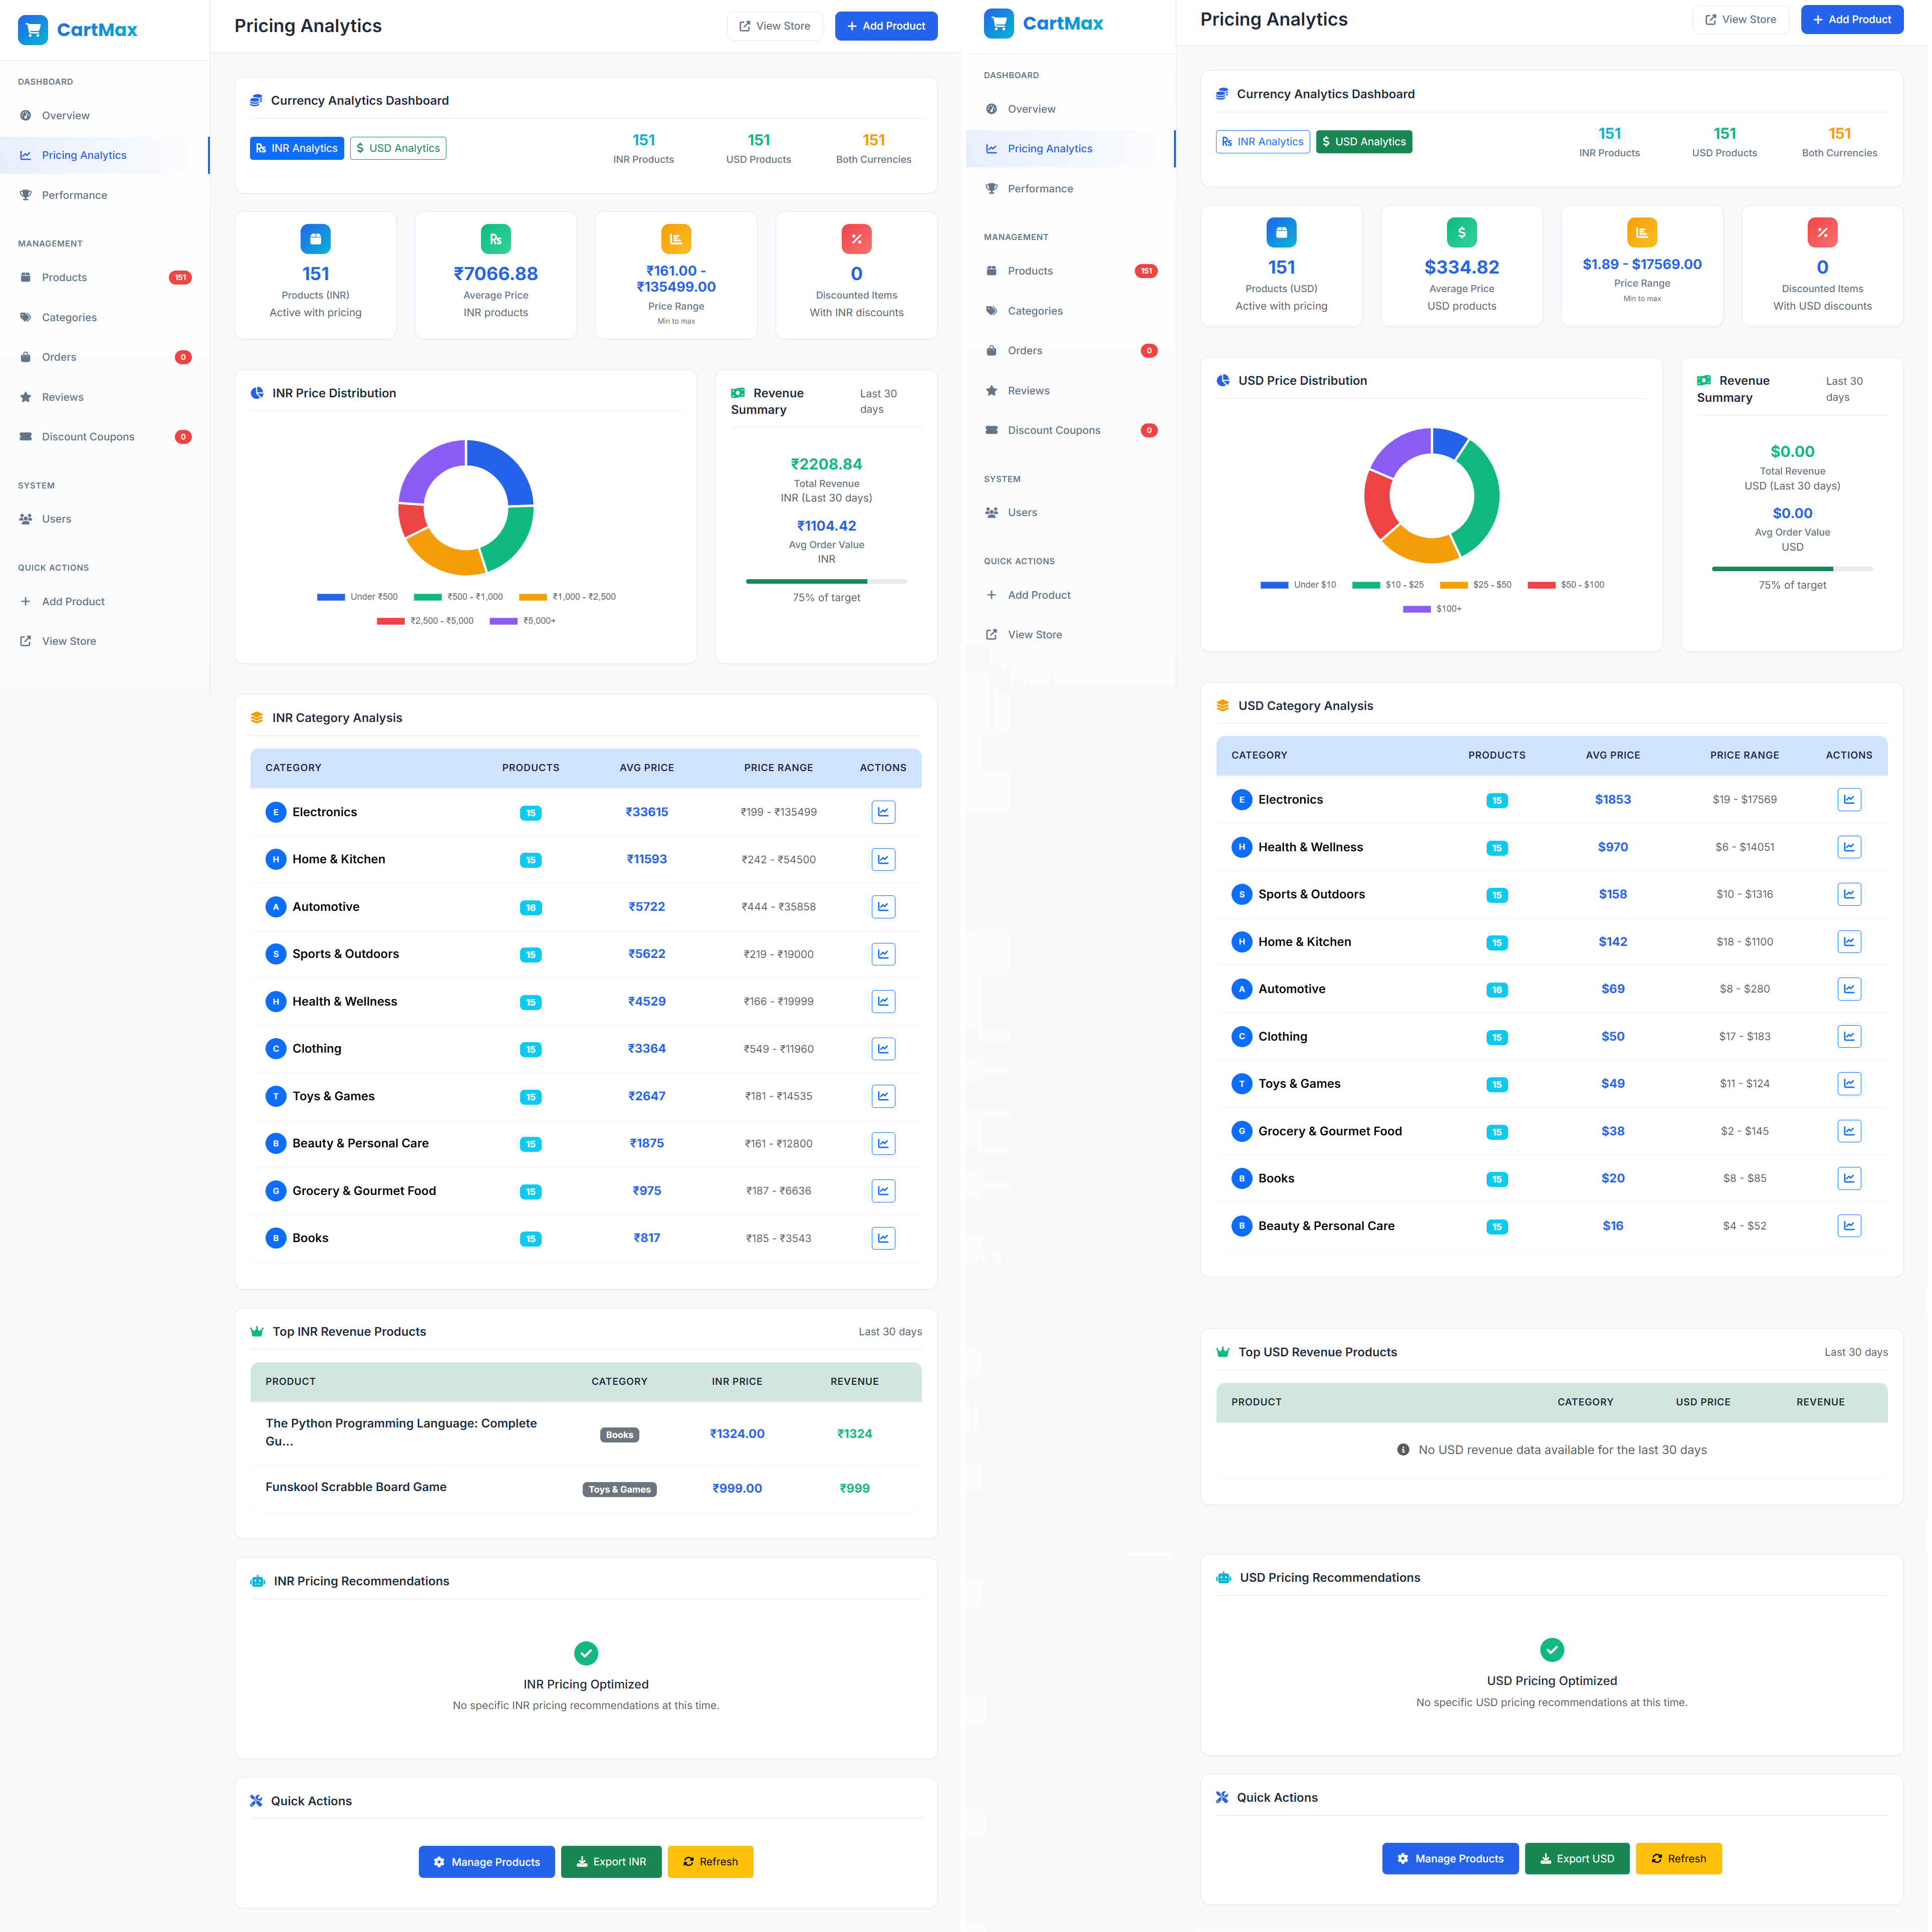 CartMax
DASHBOARD
Overview
Pricing Analytics
Performance
MANAGEMENT
Products 151
Categories
Orders 0
Reviews
Discount Coupons 0
SYSTEM
Users
QUICK ACTIONS
Add Product
View Store
Pricing Analytics
View Store
Add Product
Currency Analytics Dashboard
₨ INR Analytics
$ USD Analytics
151
INR Products
151
USD Products
151
Both Currencies
151
Products (INR)
Active with pricing
₨
₹7066.88
Average Price
INR products
₹161.00 -
₹135499.00
Price Range
Min to max
%
0
Discounted Items
With INR discounts
INR Price Distribution
Under ₹500
₹500 - ₹1,000
₹1,000 - ₹2,500
₹2,500 - ₹5,000
₹5,000+
Revenue
Summary
Last 30
days
₹2208.84
Total Revenue
INR (Last 30 days)
₹1104.42
Avg Order Value
INR
75% of target
INR Category Analysis
CATEGORY PRODUCTS AVG PRICE PRICE RANGE ACTIONS
E Electronics 15 ₹33615 ₹199 - ₹135499
H Home & Kitchen 15 ₹11593 ₹242 - ₹54500
A Automotive 16 ₹5722 ₹444 - ₹35858
S Sports & Outdoors 15 ₹5622 ₹219 - ₹19000
H Health & Wellness 15 ₹4529 ₹166 - ₹19999
C Clothing 15 ₹3364 ₹549 - ₹11960
T Toys & Games 15 ₹2647 ₹181 - ₹14535
B Beauty & Personal Care 15 ₹1875 ₹161 - ₹12800
G Grocery & Gourmet Food 15 ₹975 ₹187 - ₹6636
B Books 15 ₹817 ₹185 - ₹3543
Top INR Revenue Products
Last 30 days
PRODUCT CATEGORY INR PRICE REVENUE
The Python Programming Language: Complete
Gu... Books ₹1324.00 ₹1324
Funskool Scrabble Board Game Toys & Games ₹999.00 ₹999
INR Pricing Recommendations
INR Pricing Optimized
No specific INR pricing recommendations at this time.
Quick Actions
Manage Products
Export INR
Refresh
CartMax
DASHBOARD
Overview
Pricing Analytics
Performance
MANAGEMENT
Products 151
Categories
Orders 0
Reviews
Discount Coupons 0
SYSTEM
Users
QUICK ACTIONS
Add Product
View Store
Pricing Analytics
View Store
Add Product
Currency Analytics Dashboard
₨ INR Analytics
$ USD Analytics
151
INR Products
151
USD Products
151
Both Currencies
151
Products (USD)
Active with pricing
$
$334.82
Average Price
USD products
$1.89 - $17569.00
Price Range
Min to max
%
0
Discounted Items
With USD discounts
USD Price Distribution
Under $10
$10 - $25
$25 - $50
$50 - $100
$100+
Revenue
Summary
Last 30
days
$0.00
Total Revenue
USD (Last 30 days)
$0.00
Avg Order Value
USD
75% of target
USD Category Analysis
CATEGORY PRODUCTS AVG PRICE PRICE RANGE ACTIONS
E Electronics 15 $1853 $19 - $17569
H Health & Wellness 15 $970 $6 - $14051
S Sports & Outdoors 15 $158 $10 - $1316
H Home & Kitchen 15 $142 $18 - $1100
A Automotive 16 $69 $8 - $280
C Clothing 15 $50 $17 - $183
T Toys & Games 15 $49 $11 - $124
G Grocery & Gourmet Food 15 $38 $2 - $145
B Books 15 $20 $8 - $85
B Beauty & Personal Care 15 $16 $4 - $52
Top USD Revenue Products
Last 30 days
PRODUCT CATEGORY USD PRICE REVENUE
No USD revenue data available for the last 30 days
USD Pricing Recommendations
USD Pricing Optimized
No specific USD pricing recommendations at this time.
Quick Actions
Manage Products
Export USD
Refresh